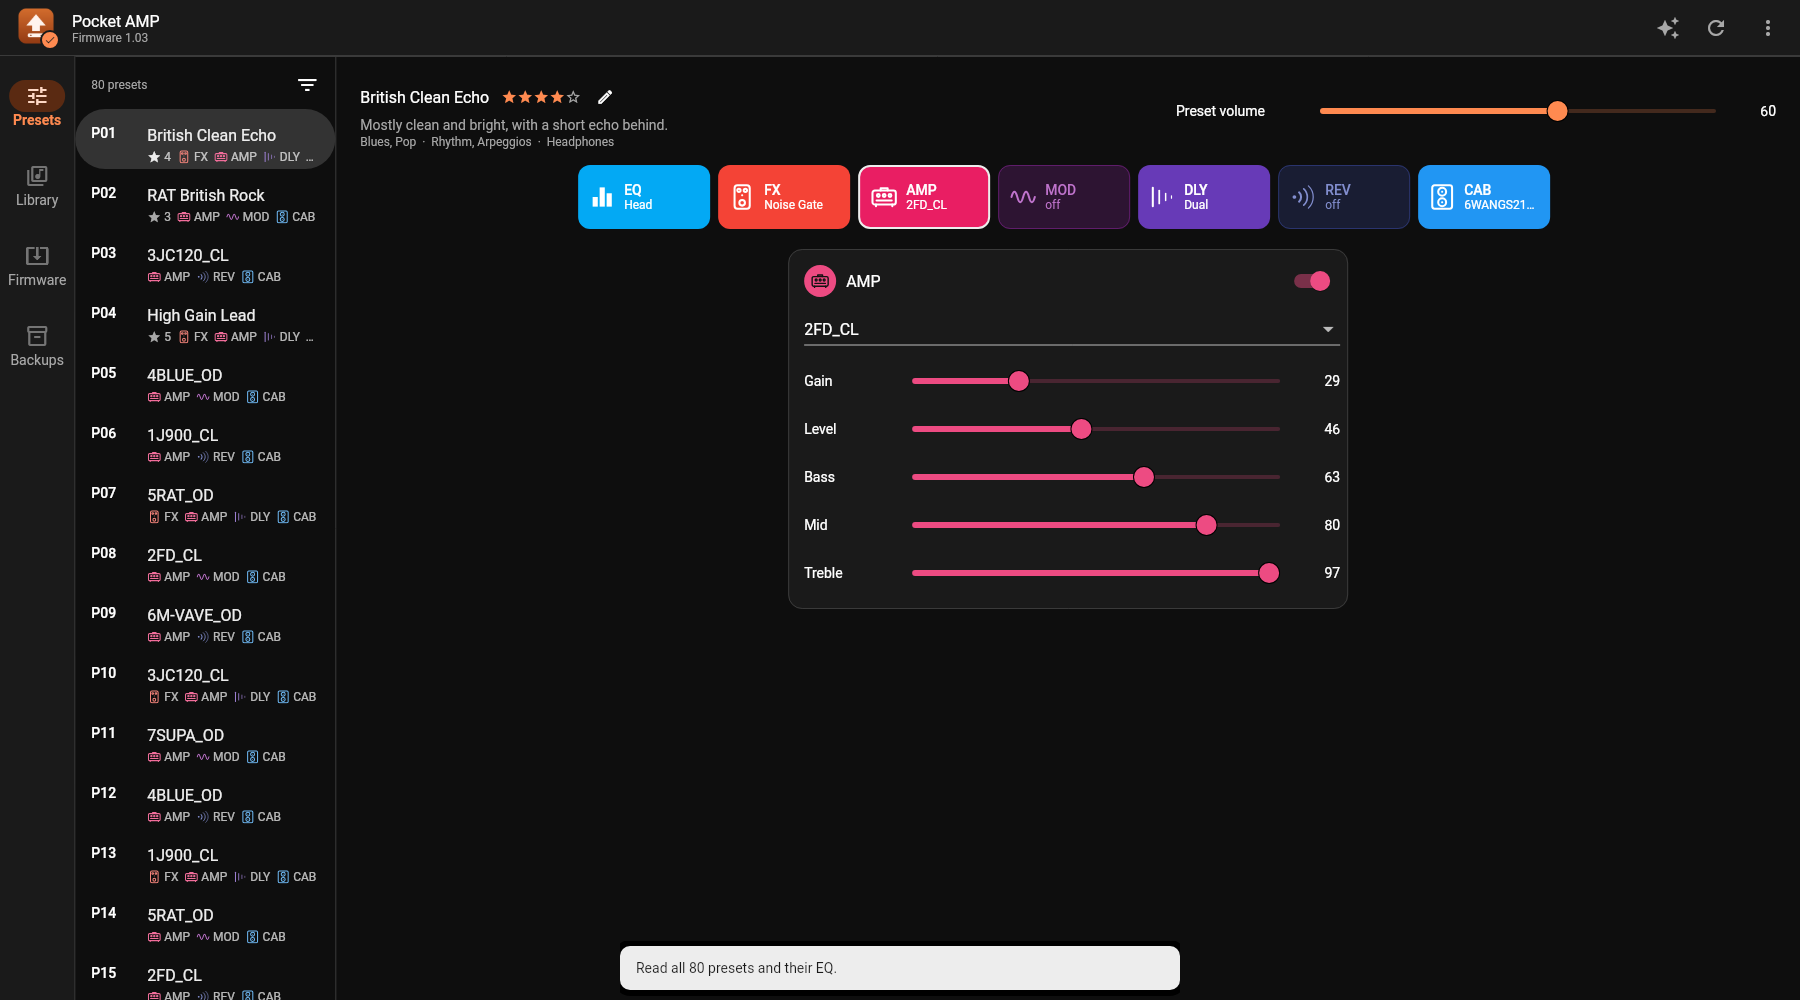 Pocket AMP
Firmware 1.03
Presets
Library
Firmware
Backups
80 presets
P01 British Clean Echo
4 FX AMP DLY ...
P02 RAT British Rock
3 AMP MOD CAB
P03 3JC120_CL
AMP REV CAB
P04 High Gain Lead
5 FX AMP DLY ...
P05 4BLUE_OD
AMP MOD CAB
P06 1J900_CL
AMP REV CAB
P07 5RAT_OD
FX AMP DLY CAB
P08 2FD_CL
AMP MOD CAB
P09 6M-VAVE_OD
AMP REV CAB
P10 3JC120_CL
FX AMP DLY CAB
P11 7SUPA_OD
AMP MOD CAB
P12 4BLUE_OD
AMP REV CAB
P13 1J900_CL
FX AMP DLY CAB
P14 5RAT_OD
AMP MOD CAB
P15 2FD_CL
AMP REV CAB
British Clean Echo
Mostly clean and bright, with a short echo behind.
Blues, Pop · Rhythm, Arpeggios · Headphones
Preset volume 60
EQ
Head
FX
Noise Gate
AMP
2FD_CL
MOD
off
DLY
Dual
REV
off
CAB
6WANGS21...
AMP
2FD_CL
Gain 29
Level 46
Bass 63
Mid 80
Treble 97
Read all 80 presets and their EQ.